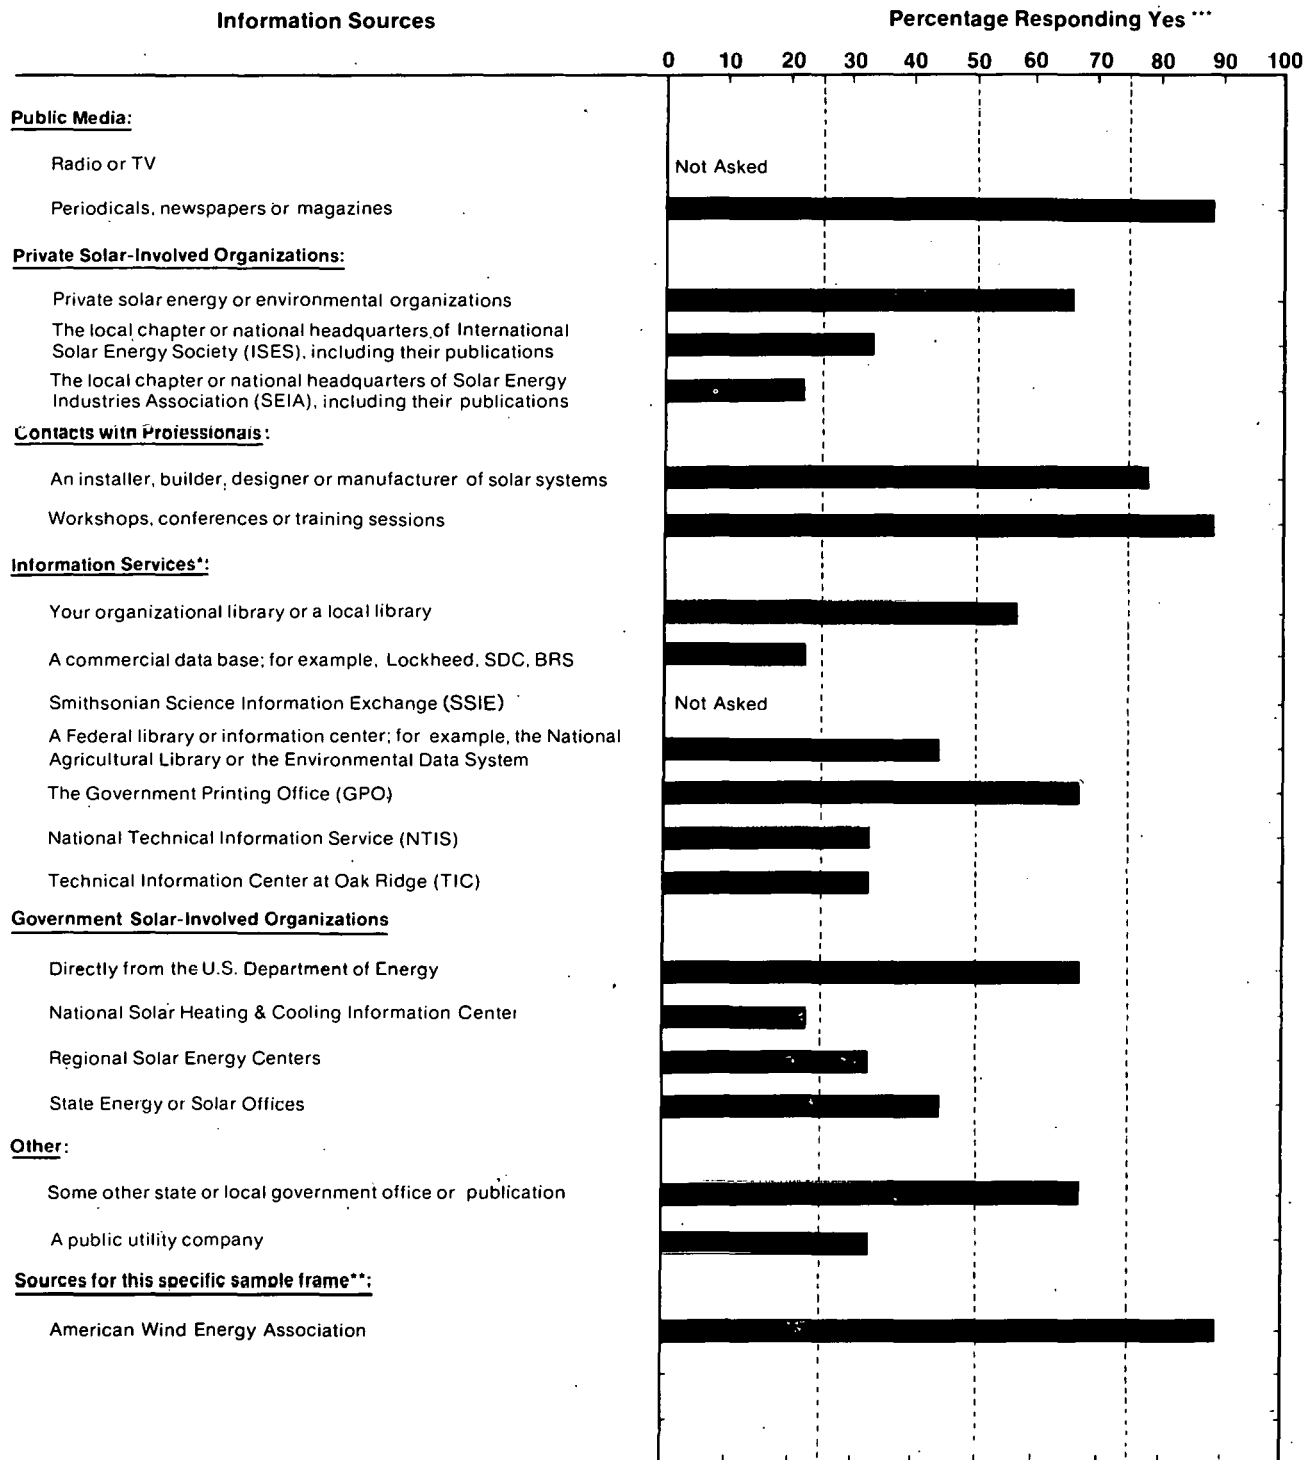 Information Sources
Percentage Responding Yes ***
0 10 20 30 40 50 60 70 80 90 100
Public Media:
Radio or TV
Not Asked
Periodicals, newspapers or magazines
Private Solar-Involved Organizations:
Private solar energy or environmental organizations
The local chapter or national headquarters of International
Solar Energy Society (ISES), including their publications
The local chapter or national headquarters of Solar Energy
Industries Association (SEIA), including their publications
Contacts with Professionals:
An installer, builder, designer or manufacturer of solar systems
Workshops, conferences or training sessions
Information Services*:
Your organizational library or a local library
A commercial data base; for example, Lockheed, SDC, BRS
Smithsonian Science Information Exchange (SSIE)
Not Asked
A Federal library or information center; for example, the National
Agricultural Library or the Environmental Data System
The Government Printing Office (GPO)
National Technical Information Service (NTIS)
Technical Information Center at Oak Ridge (TIC)
Government Solar-Involved Organizations
Directly from the U.S. Department of Energy
National Solar Heating & Cooling Information Center
Regional Solar Energy Centers
State Energy or Solar Offices
Other:
Some other state or local government office or publication
A public utility company
Sources for this specific sample frame**:
American Wind Energy Association